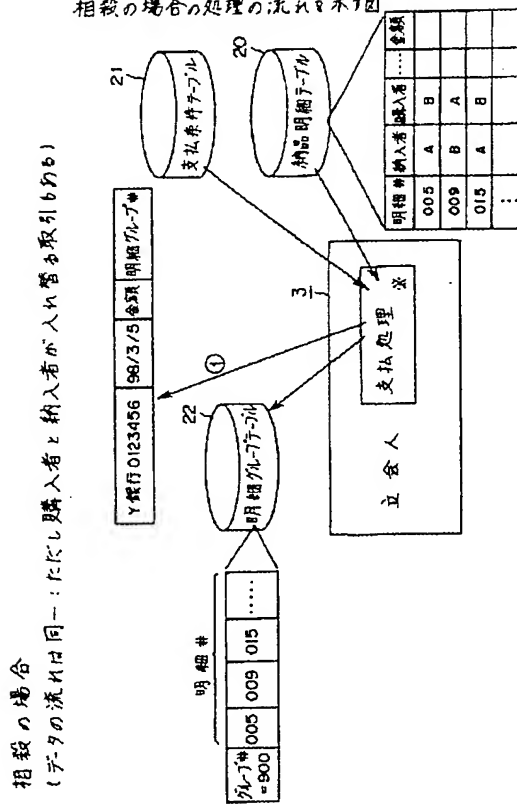 相殺の場合の処理の流れを示す図
相殺の場合
(データの流れは同一:ただし購入者と納入者が入れ替る取引もある)
Y銀行0123456 98/3/5 金額 明細グループ#
21
支払条件テーブル
20
納品明細テーブル
①
22
明細グループテーブル
3
支払処理
※
立会人
明細#
グループ#=900 005 009 015 ……
明細# 納入者 購入者 …… 金額
005 A B
009 B A
015 A B
⋮